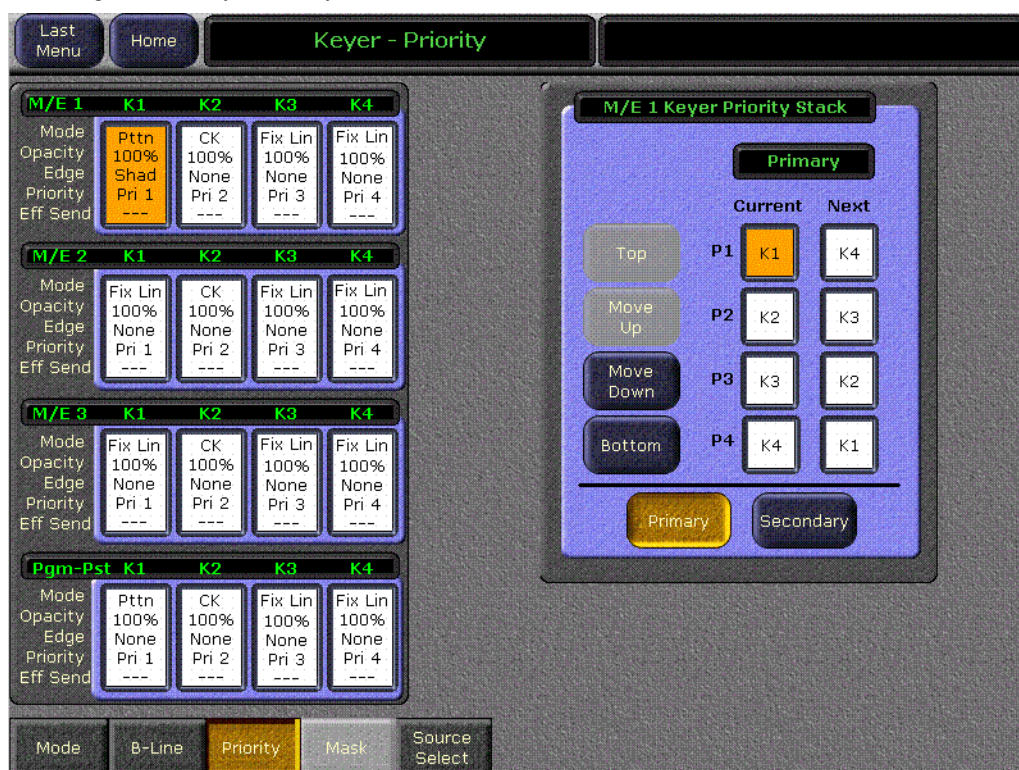 Last Menu
Home
Keyer - Priority
M/E 1 K1 K2 K3 K4
Mode Pttn CK Fix Lin Fix Lin
Opacity 100% 100% 100% 100%
Edge Shad None None None
Priority Pri 1 Pri 2 Pri 3 Pri 4
Eff Send --- --- --- ---
M/E 2 K1 K2 K3 K4
Mode Fix Lin CK Fix Lin Fix Lin
Opacity 100% 100% 100% 100%
Edge None None None None
Priority Pri 1 Pri 2 Pri 3 Pri 4
Eff Send --- --- --- ---
M/E 3 K1 K2 K3 K4
Mode Fix Lin CK Fix Lin Fix Lin
Opacity 100% 100% 100% 100%
Edge None None None None
Priority Pri 1 Pri 2 Pri 3 Pri 4
Eff Send --- --- --- ---
Pgm-Pst K1 K2 K3 K4
Mode Pttn CK Fix Lin Fix Lin
Opacity 100% 100% 100% 100%
Edge None None None None
Priority Pri 1 Pri 2 Pri 3 Pri 4
Eff Send --- --- --- ---
M/E 1 Keyer Priority Stack
Primary
Current Next
Top P1 K1 K4
Move Up P2 K2 K3
Move Down P3 K3 K2
Bottom P4 K4 K1
Primary Secondary
Mode B-Line Priority Mask Source Select